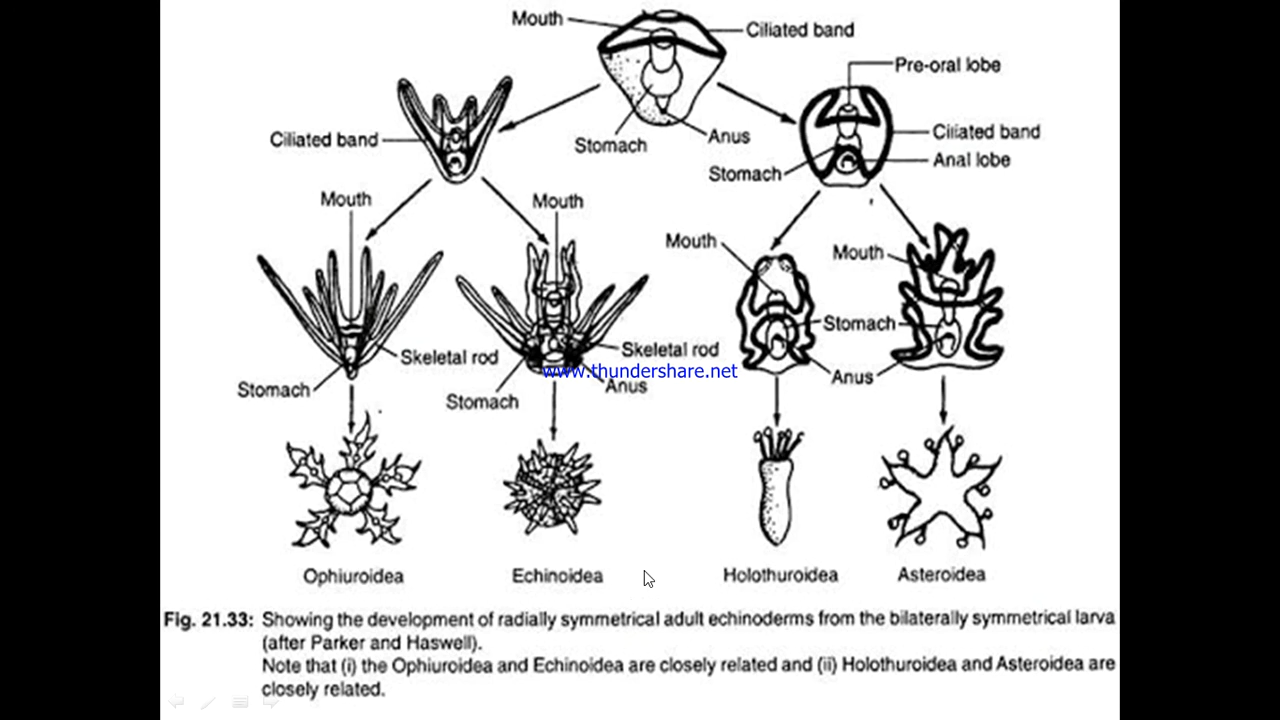 Mouth
Ciliated band
Pre-oral lobe
Ciliated band
Ciliated band
Anus
Stomach
Anal lobe
Stomach
Mouth
Mouth
Mouth
Mouth
Stomach
Skeletal rod
Skeletal rod
www.thundershare.net
Anus
Anus
Stomach
Stomach
Ophiuroidea
Echinoidea
Holothuroidea
Asteroidea
Fig. 21.33: Showing the development of radially symmetrical adult echinoderms from the bilaterally symmetrical larva
(after Parker and Haswell).
Note that (i) the Ophiuroidea and Echinoidea are closely related and (ii) Holothuroidea and Asteroidea are
closely related.